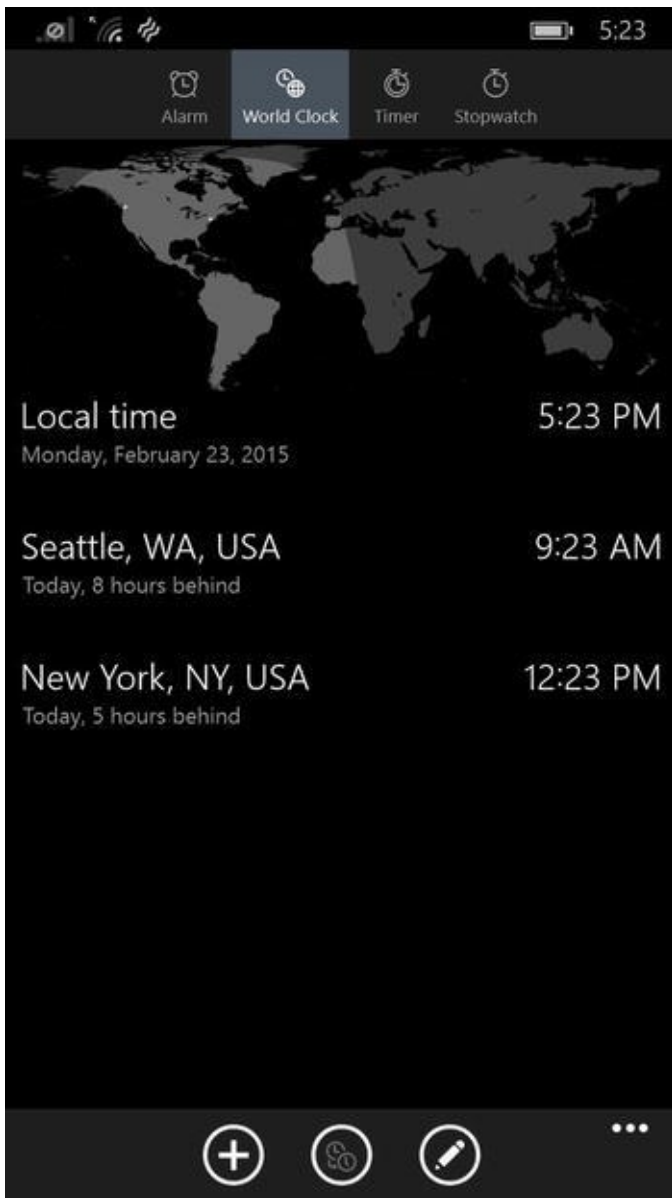 5:23
Alarm
World Clock
Timer
Stopwatch
Local time
5:23 PM
Monday, February 23, 2015
Seattle, WA, USA
9:23 AM
Today, 8 hours behind
New York, NY, USA
12:23 PM
Today, 5 hours behind